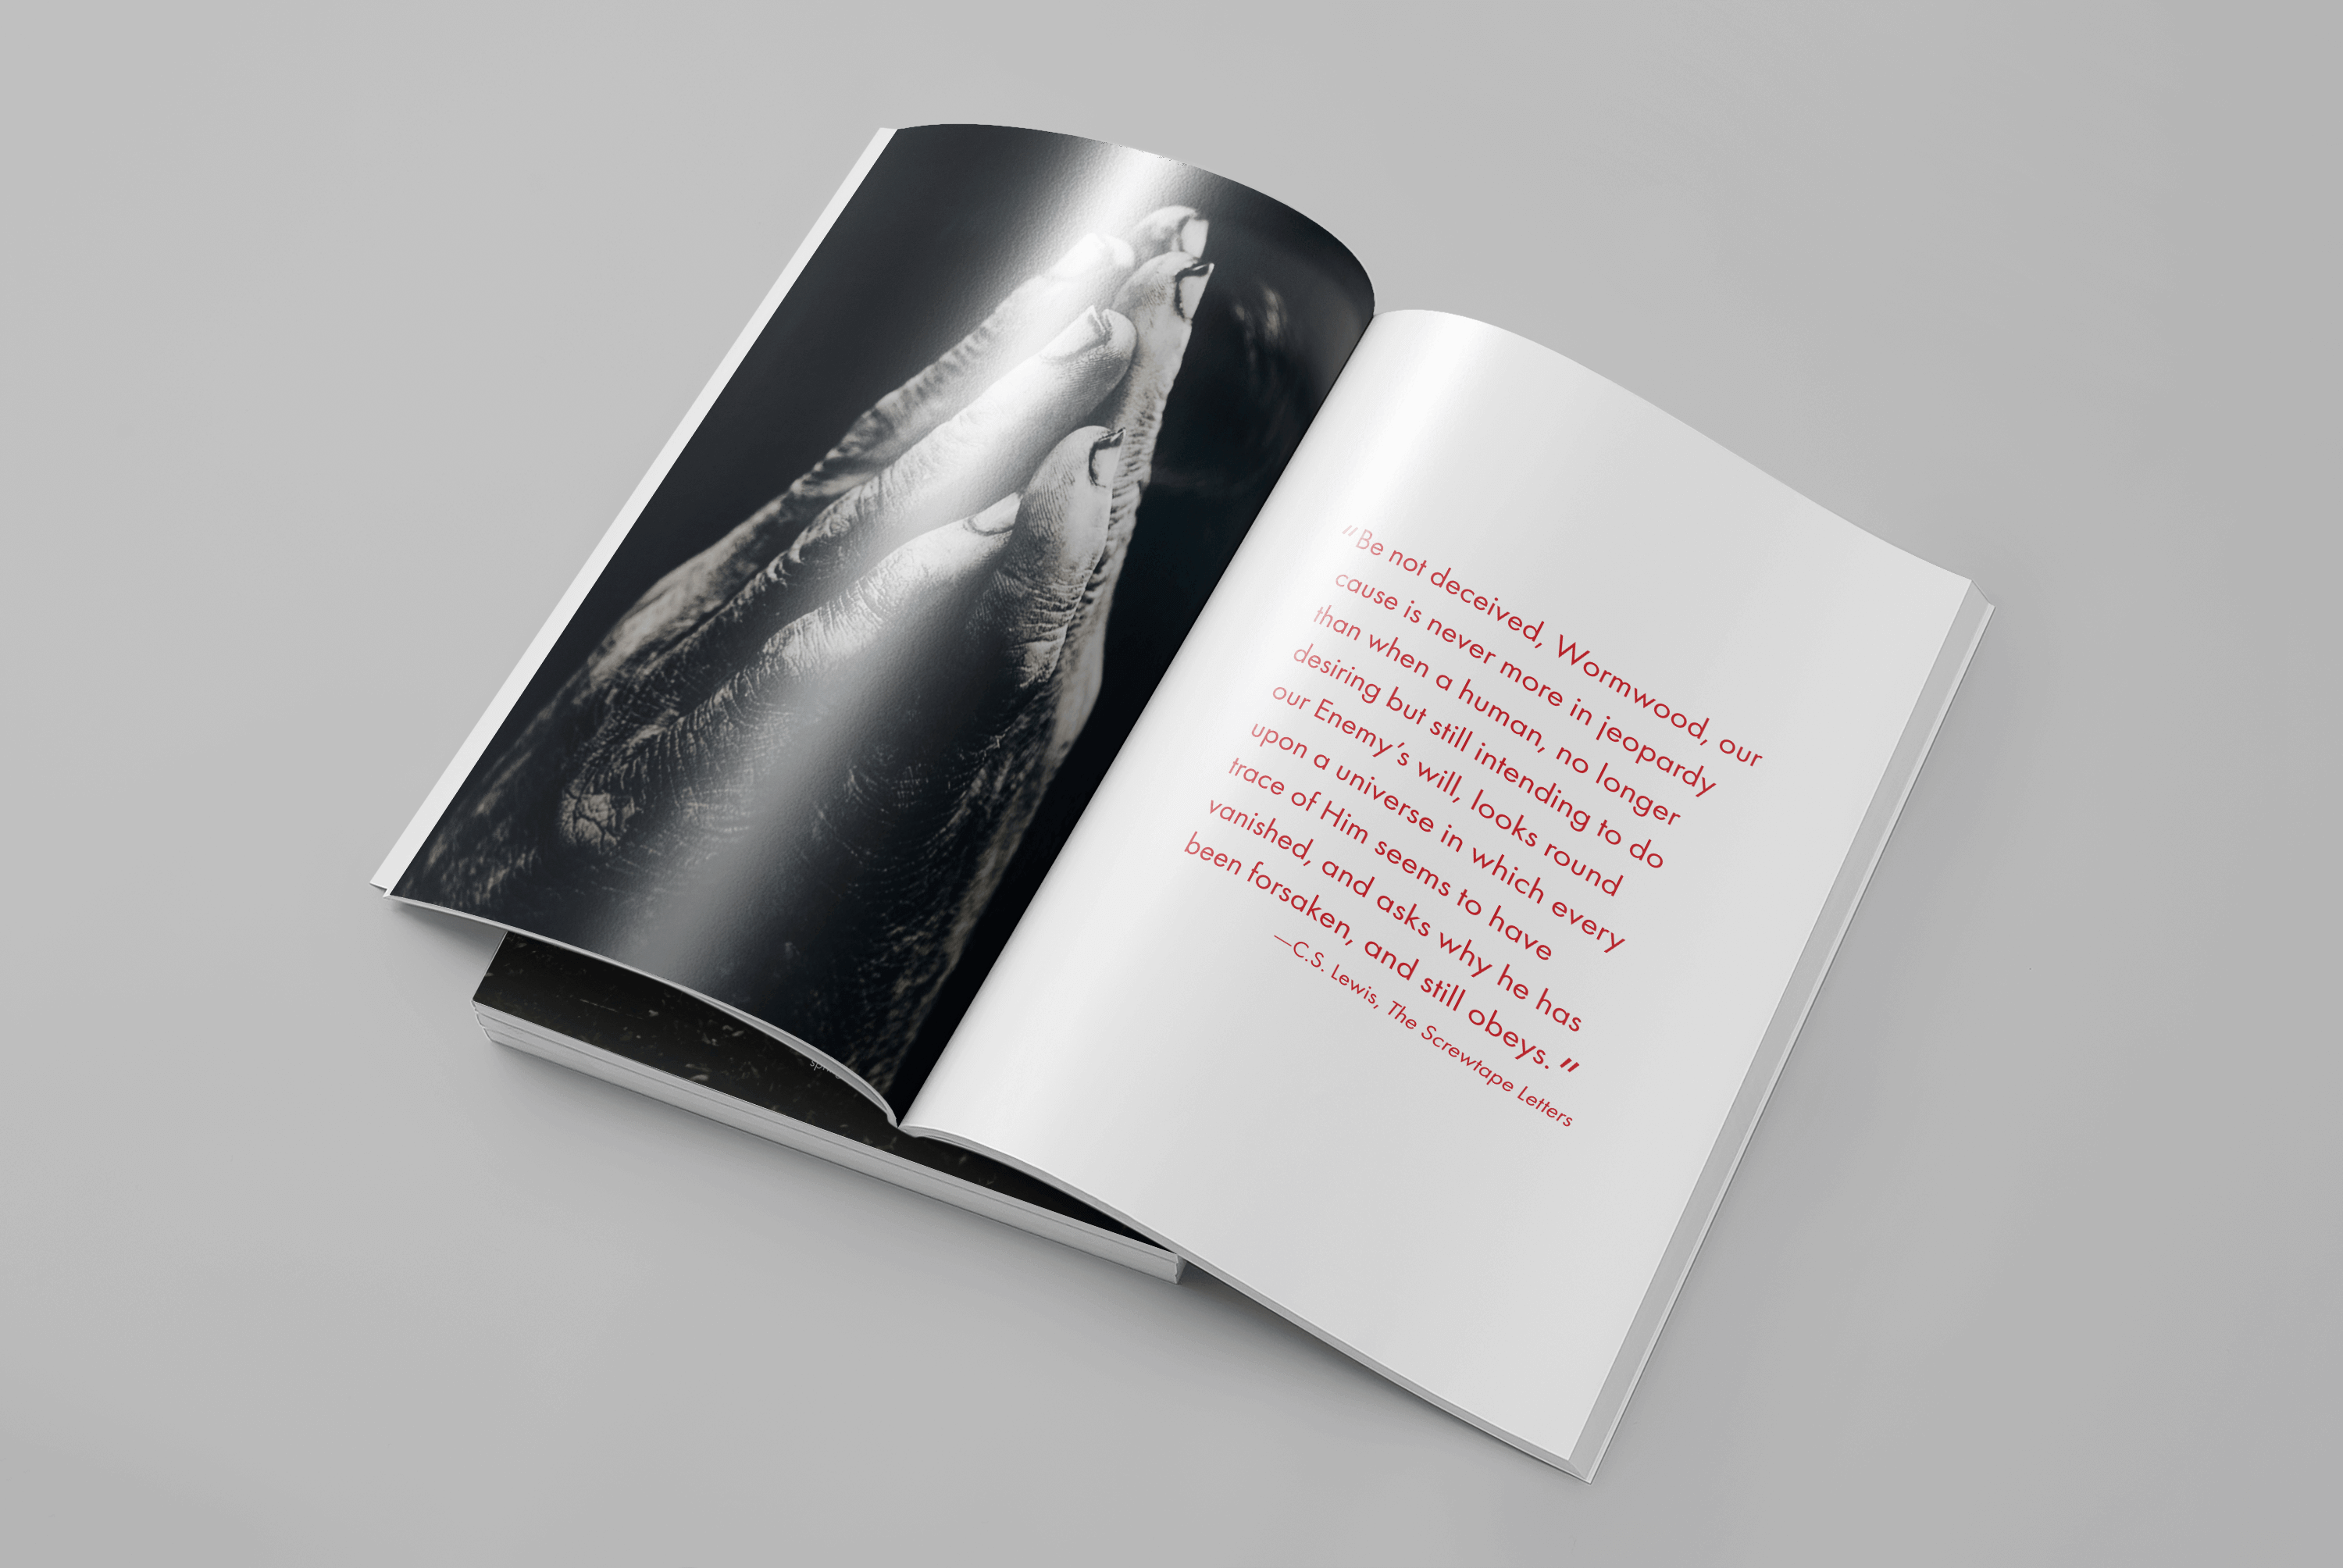 "Be not deceived, Wormwood, our
cause is never more in jeopardy
than when a human, no longer
desiring but still intending to do
our Enemy's will, looks round
upon a universe in which every
trace of Him seems to have
vanished, and asks why he has
been forsaken, and still obeys."
—C.S. Lewis, The Screwtape Letters